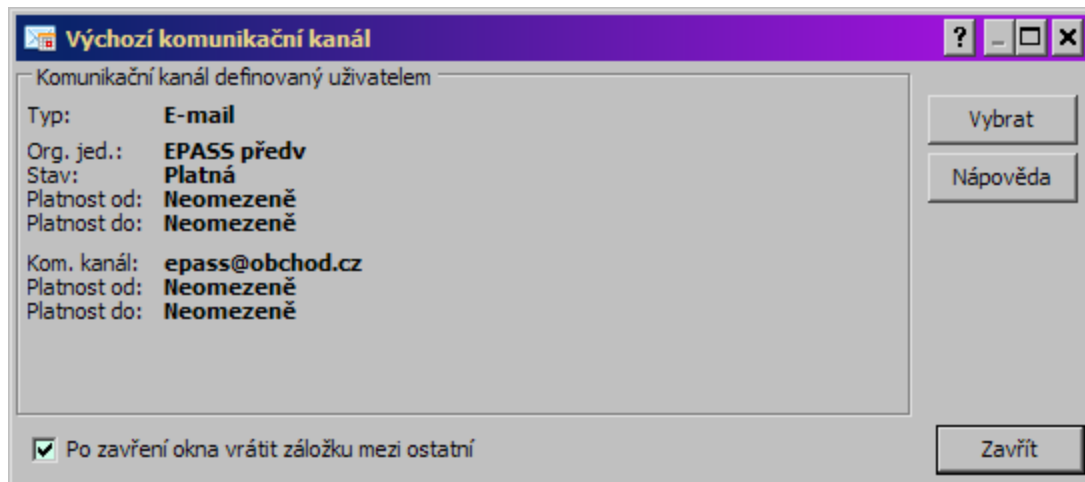 Výchozí komunikační kanál
Komunikační kanál definovaný uživatelem
Typ: E-mail
Org. jed.: EPASS předv
Stav: Platná
Platnost od: Neomezeně
Platnost do: Neomezeně
Kom. kanál: epass@obchod.cz
Platnost od: Neomezeně
Platnost do: Neomezeně
Vybrat
Nápověda
Po zavření okna vrátit záložku mezi ostatní
Zavřít